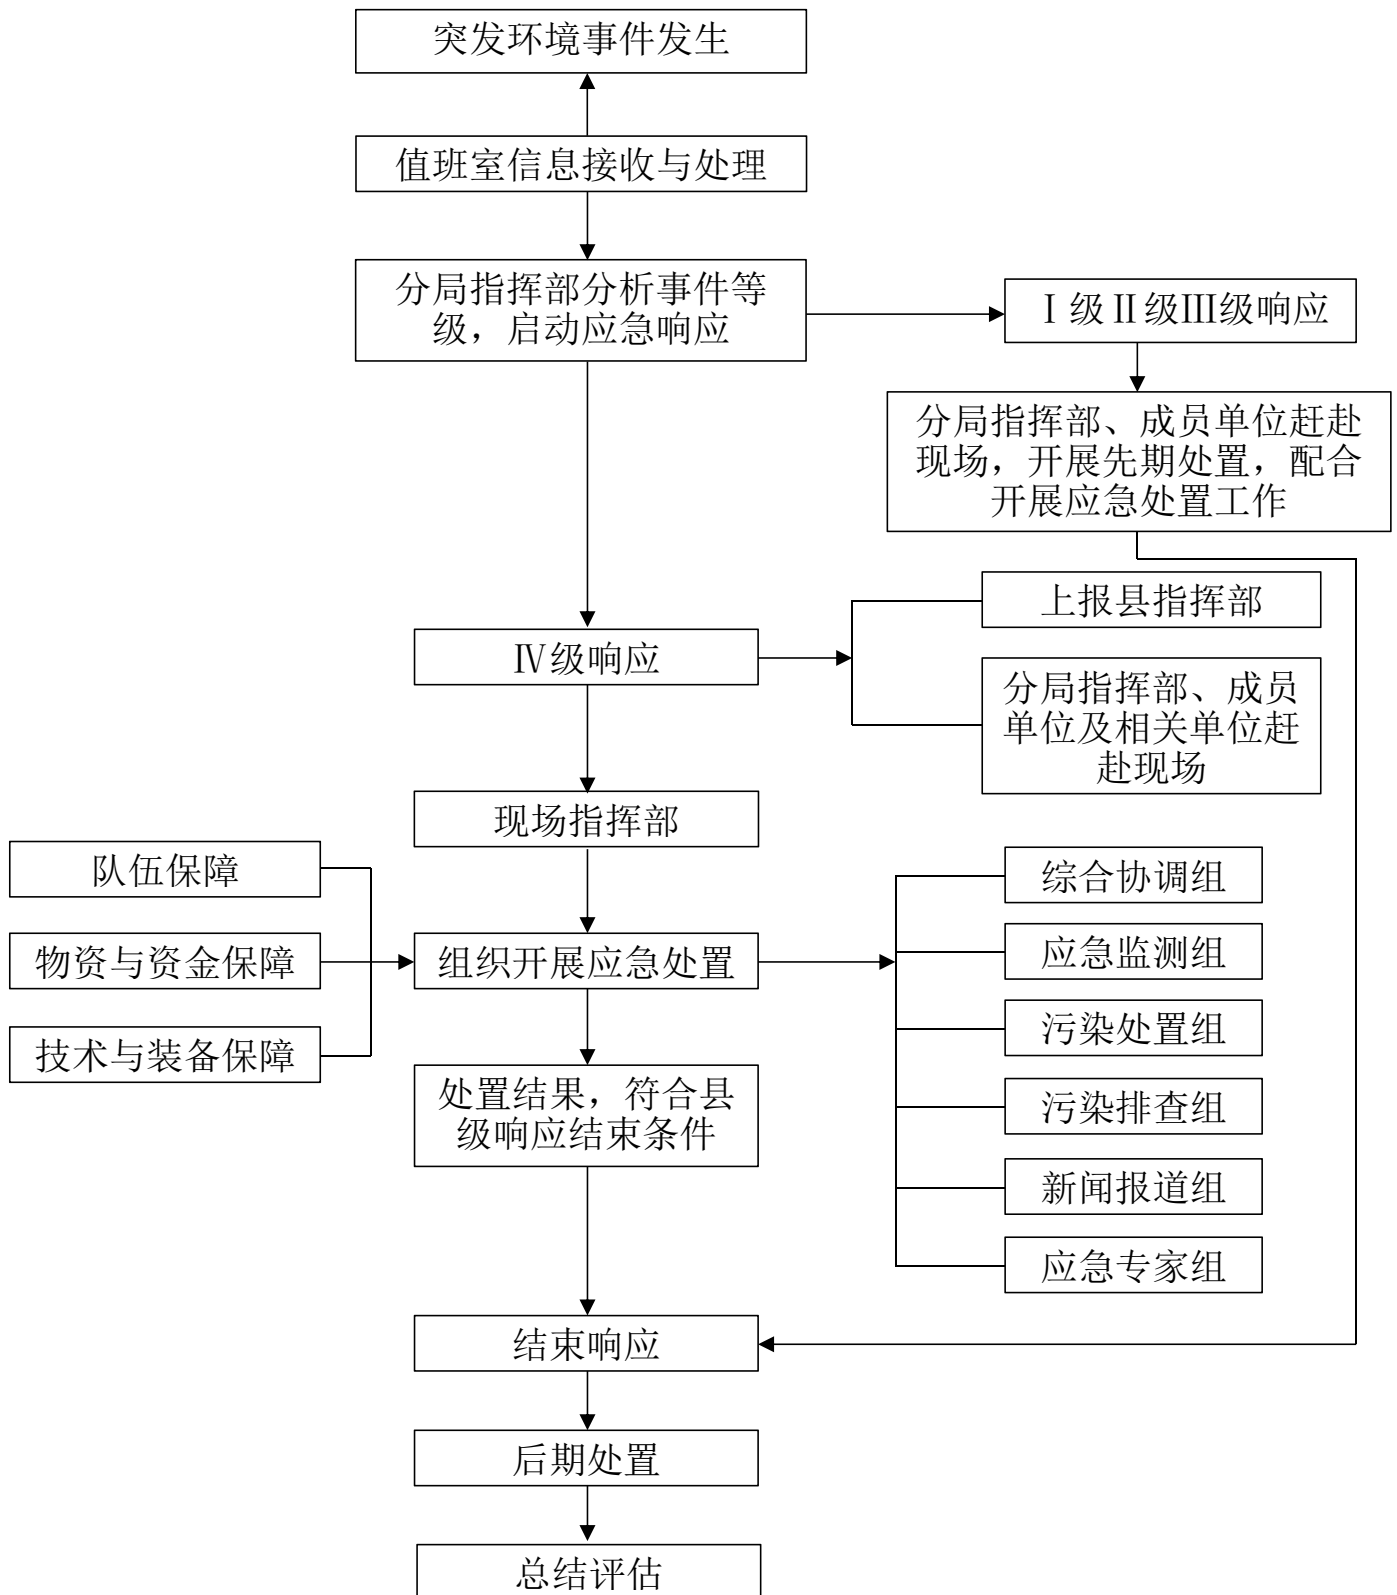 突发环境事件发生
值班室信息接收与处理
分局指挥部分析事件等
级，启动应急响应
Ⅰ级Ⅱ级Ⅲ级响应
分局指挥部、成员单位赶赴
现场，开展先期处置，配合
开展应急处置工作
上报县指挥部
Ⅳ级响应
分局指挥部、成员
单位及相关单位赶
赴现场
现场指挥部
队伍保障
物资与资金保障
技术与装备保障
组织开展应急处置
综合协调组
应急监测组
污染处置组
污染排查组
新闻报道组
应急专家组
处置结果，符合县
级响应结束条件
结束响应
后期处置
总结评估